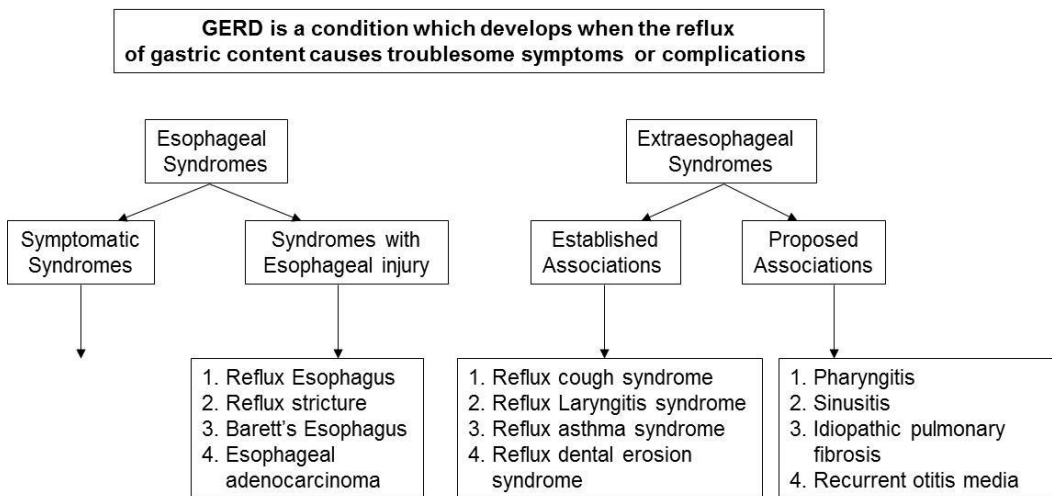 GERD is a condition which develops when the reflux
of gastric content causes troublesome symptoms or complications
Esophageal
Syndromes
Extraesophageal
Syndromes
Symptomatic
Syndromes
Syndromes with
Esophageal injury
Established
Associations
Proposed
Associations
1. Reflux Esophagus
2. Reflux stricture
3. Barett's Esophagus
4. Esophageal
adenocarcinoma
1. Reflux cough syndrome
2. Reflux Laryngitis syndrome
3. Reflux asthma syndrome
4. Reflux dental erosion
syndrome
1. Pharyngitis
2. Sinusitis
3. Idiopathic pulmonary
fibrosis
4. Recurrent otitis media